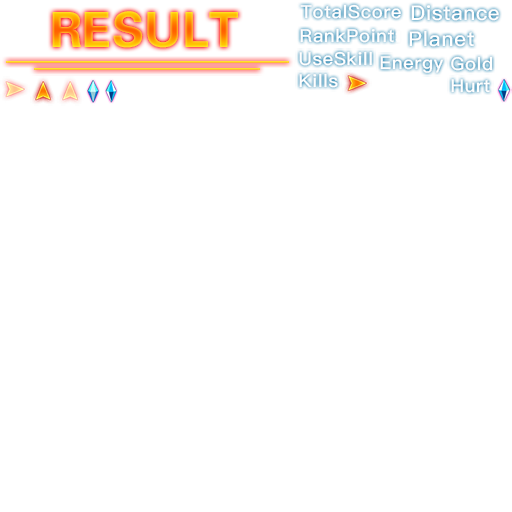 RESULT
TotalScore Distance
RankPoint Planet
UseSkill Energy Gold
Kills Hurt